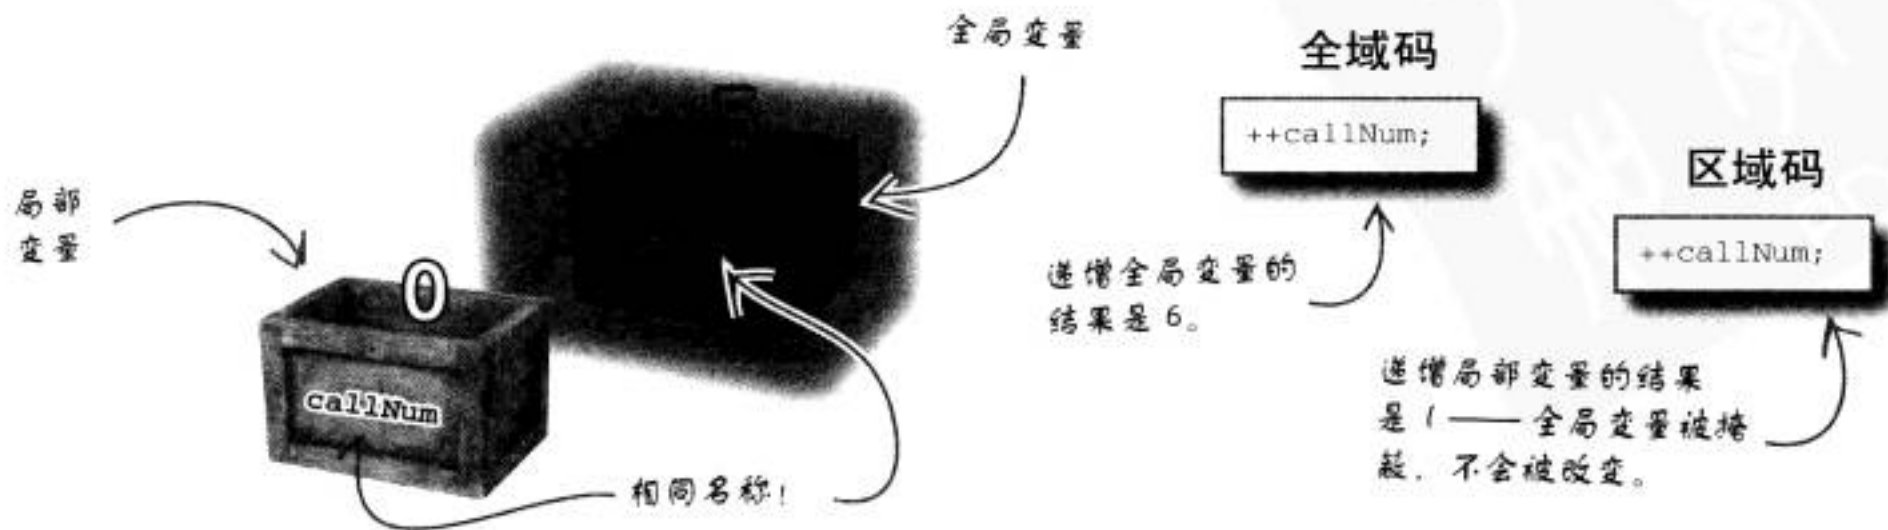 全局变量
全域码
++callNum;
区域码
局部
变量
++callNum;
0
递增全局变量的
结果是 6。
callNum
递增局部变量的结果
是 1 —— 全局变量被掩
蔽，不会被改变。
相同名称！